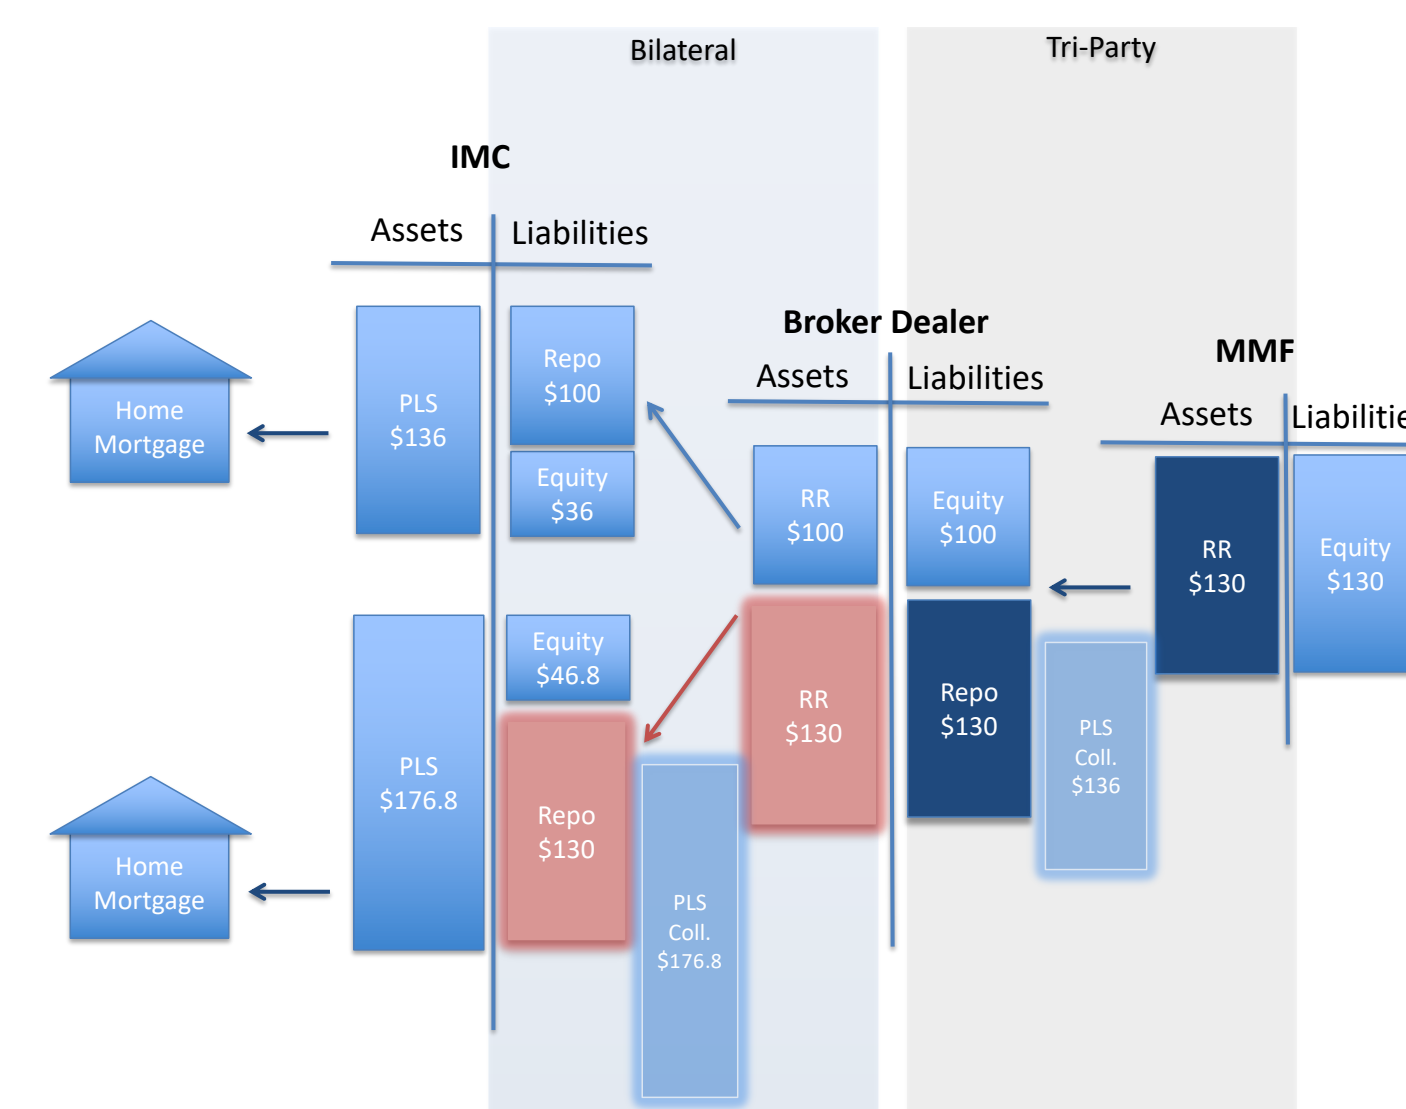 Bilateral
Tri-Party
IMC
Assets
Liabilities
Broker Dealer
Assets
Liabilities
MMF
Assets
Liabilitie
Home
Mortgage
PLS
$136
Repo
$100
Equity
$36
RR
$100
Equity
$100
RR
$130
Equity
$130
Home
Mortgage
PLS
$176.8
Equity
$46.8
Repo
$130
PLS
Coll.
$176.8
RR
$130
Repo
$130
PLS
Coll.
$136